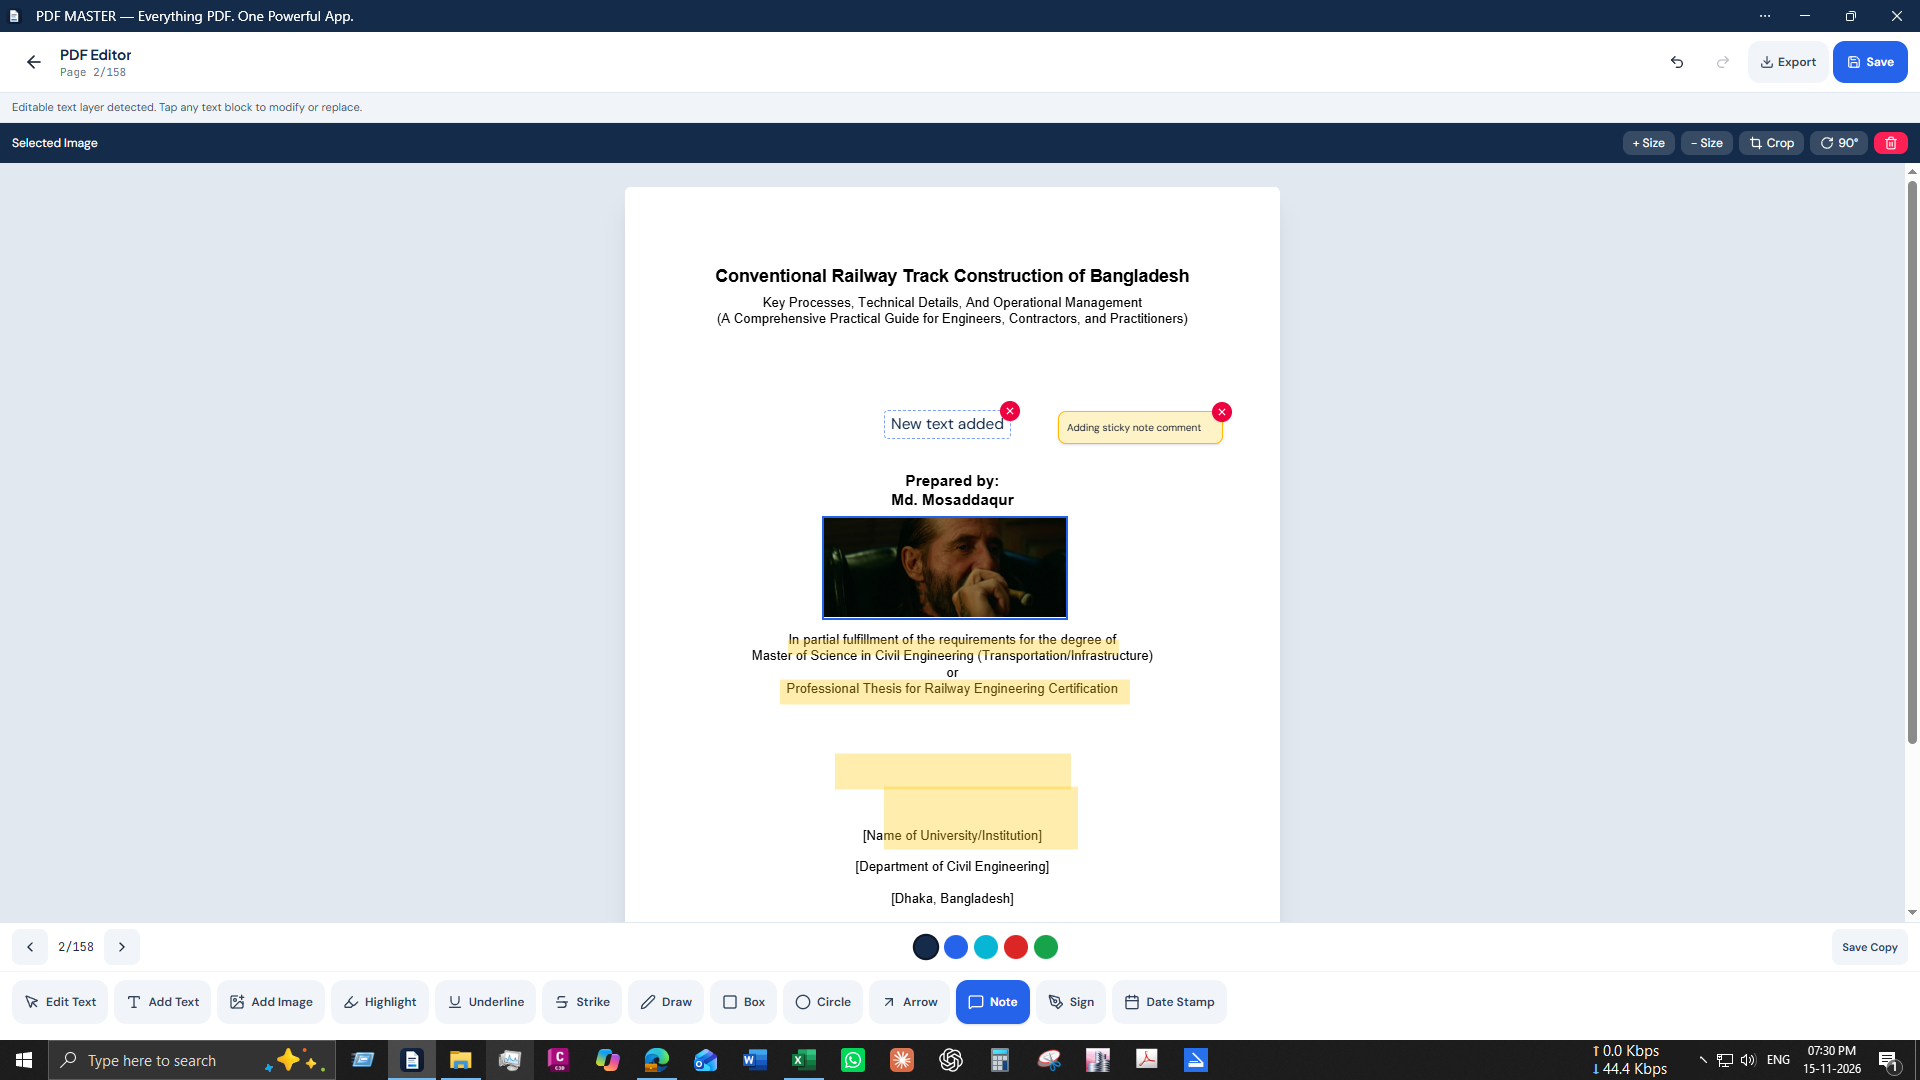 PDF MASTER — Everything PDF. One Powerful App.
PDF Editor
Page 2/158
Export
Save
Editable text layer detected. Tap any text block to modify or replace.
Selected Image
+ Size
- Size
Crop
90°
Conventional Railway Track Construction of Bangladesh
Key Processes, Technical Details, And Operational Management
(A Comprehensive Practical Guide for Engineers, Contractors, and Practitioners)
New text added
Adding sticky note comment
Prepared by:
Md. Mosaddaqur
In partial fulfillment of the requirements for the degree of
Master of Science in Civil Engineering (Transportation/Infrastructure)
or
Professional Thesis for Railway Engineering Certification
[Name of University/Institution]
[Department of Civil Engineering]
[Dhaka, Bangladesh]
2/158
Save Copy
Edit Text
Add Text
Add Image
Highlight
Underline
Strike
Draw
Box
Circle
Arrow
Note
Sign
Date Stamp
Type here to search
↑ 0.0 Kbps
↓ 44.4 Kbps
ENG
07:30 PM
15-11-2026
1